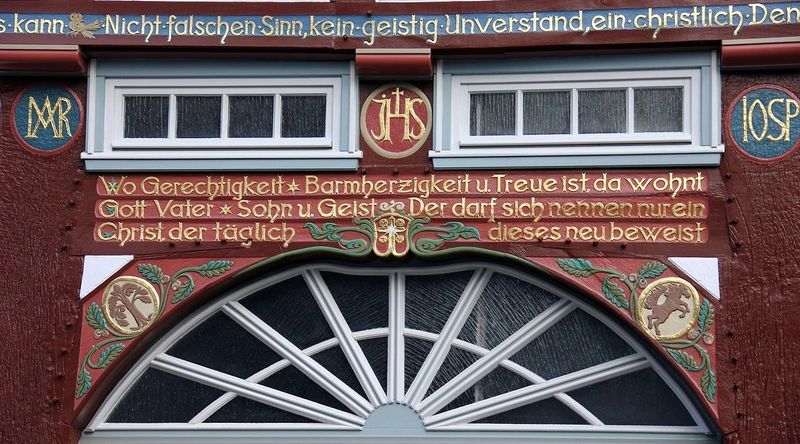 s·kann· Nicht·falschen·Sinn,·kein·geistig·Unverstand,·ein·christlich·Den
MAR
JHS
IOSP
Wo Gerechtigkeit * Barmherzigkeit u. Treue ist, da wohnt
Gott Vater * Sohn u. Geist * Der darf sich nennen nur ein
Christ der täglich dieses neu beweist